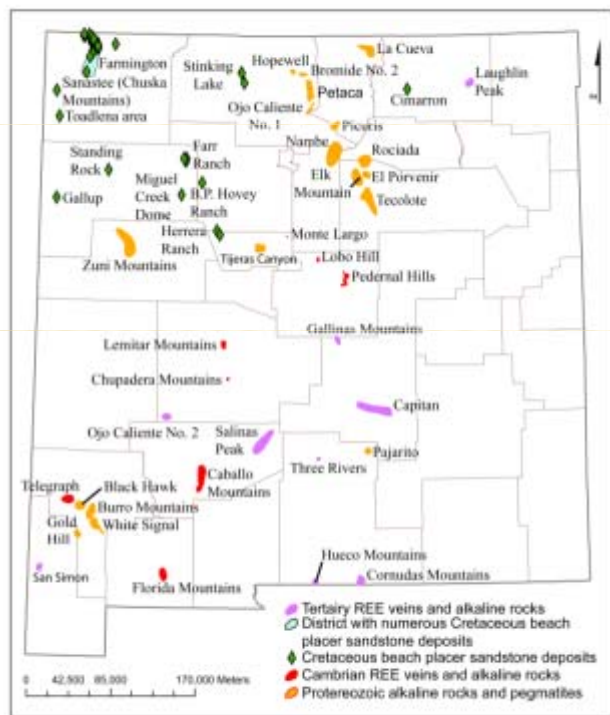 La Cueva
Hopewell
Bromide No. 2
Stinking
Lake
Petaca
Laughlin
Peak
Farmington
Sanastee (Chuska
Mountains)
Toadlena area
Cimarron
Ojo Caliente
No. 1
Picuris
Nambe
Rociada
Standing
Rock
Farr
Ranch
Elk
Mountain
El Porvenir
Miguel
Creek
Dome
B.P. Hovey
Ranch
Tecolote
Gallup
Herrera
Ranch
Monte Largo
Zuni Mountains
Tijeras Canyon
Lobo Hill
Pedernal Hills
Gallinas Mountains
Lemitar Mountains
Chupadera Mountains
Ojo Caliente No. 2
Salinas
Peak
Capitan
Three Rivers
Pajarito
Telegraph
Black Hawk
Caballo
Mountains
Burro Mountains
Gold
Hill
White Signal
San Simon
Florida Mountains
Hueco Mountains
Cornudas Mountains
Tertairy REE veins and alkaline rocks
District with numerous Cretaceous beach
placer sandstone deposits
Cretaceous beach placer sandstone deposits
Cambrian REE veins and alkaline rocks
Protereozoic alkaline rocks and pegmatites
0 42,500 85,000 170,000 Meters